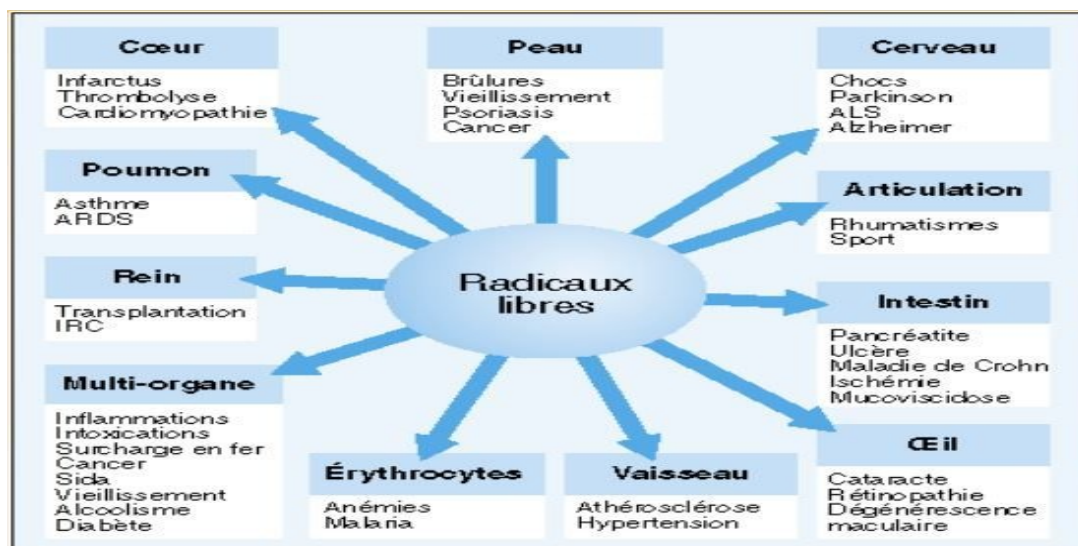 Cœur
Infarctus
Thrombolyse
Cardiomyopathie
Peau
Brûlures
Vieillissement
Psoriasis
Cancer
Cerveau
Chocs
Parkinson
ALS
Alzheimer
Poumon
Asthme
ARDS
Articulation
Rhumatismes
Sport
Rein
Transplantation
IRC
Radicaux
libres
Intestin
Pancréatite
Ulcère
Maladie de Crohn
Ischémie
Mucoviscidose
Multi-organe
Inflammations
Intoxications
Surcharge en fer
Cancer
Sida
Vieillissement
Alcoolisme
Diabète
Érythrocytes
Anémies
Malaria
Vaisseau
Athérosclérose
Hypertension
Œil
Cataracte
Rétinopathie
Dégénérescence
maculaire